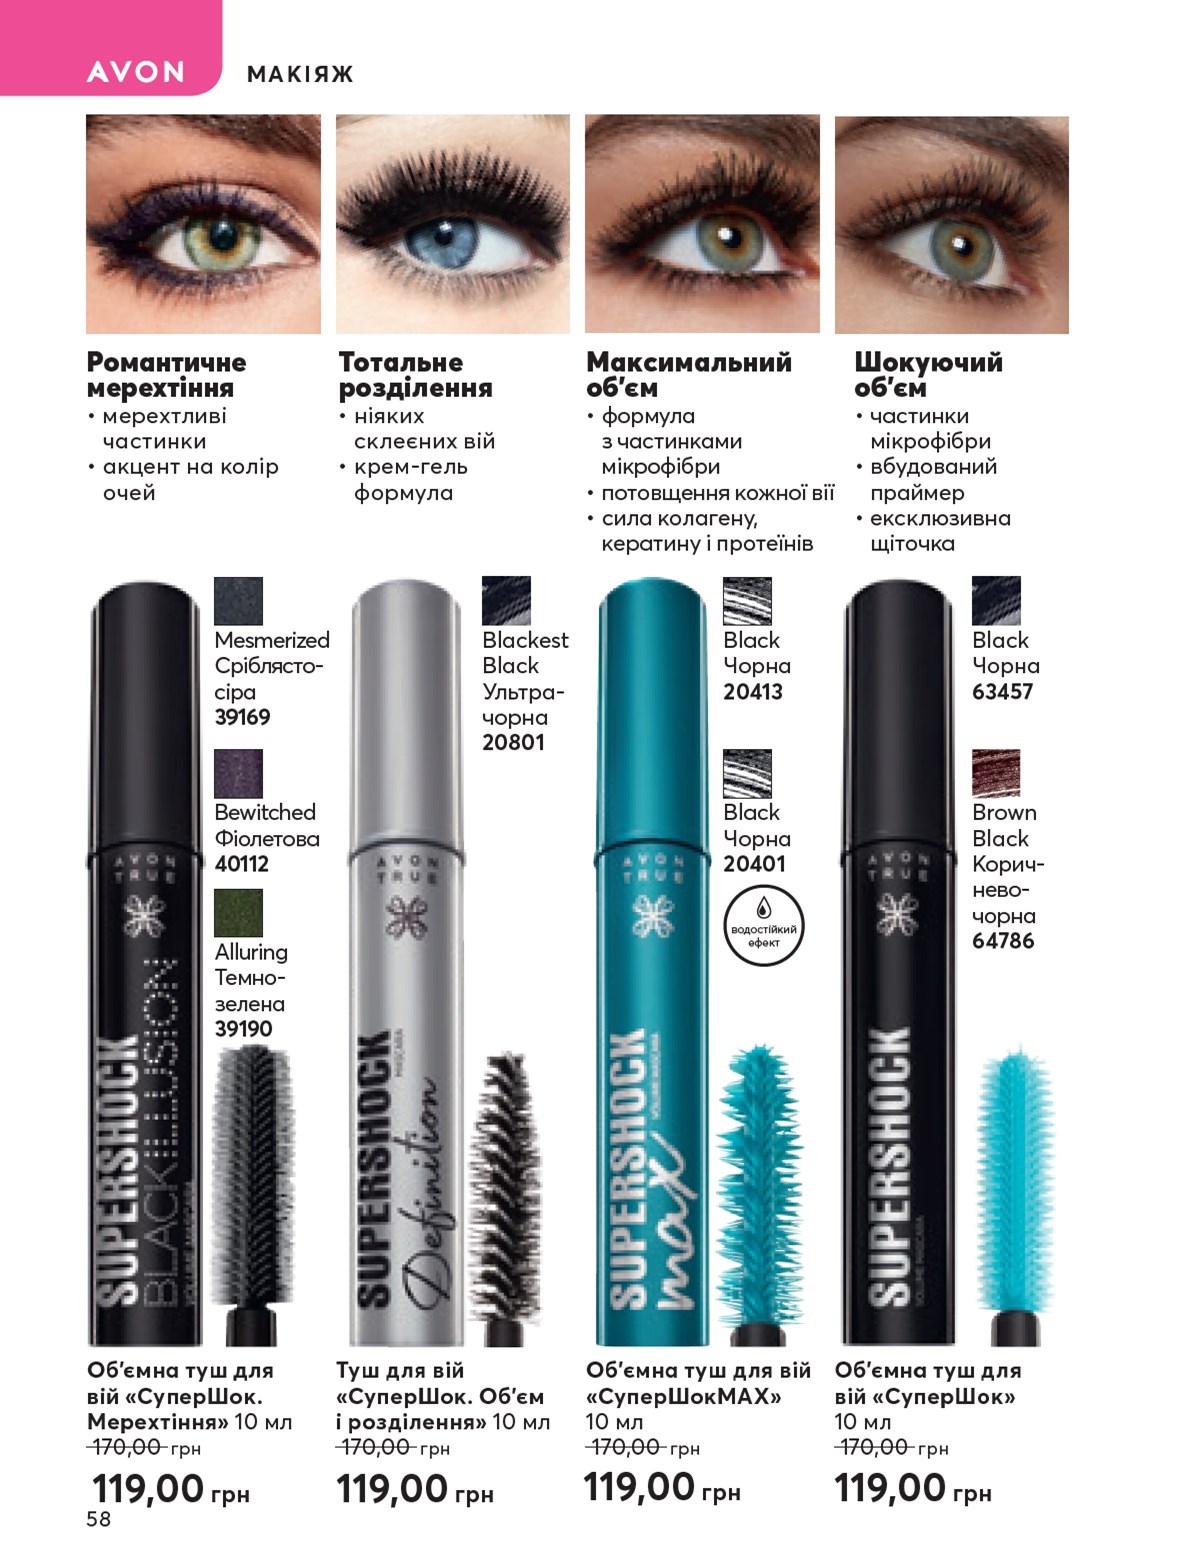 AVON
МАКІЯЖ
Романтичне
мерехтіння
• мерехтливі
частинки
• акцент на колір
очей
Тотальне
розділення
• ніяких
склеєних вій
• крем-гель
формула
Максимальний
об’єм
• формула
з частинками
мікрофібри
• потовщення кожної вії
• сила колагену,
кератину і протеїнів
Шокуючий
об’єм
• частинки
мікрофібри
• вбудований
праймер
• ексклюзивна
щіточка
Mesmerized
Сріблясто-
сіра
39169
Bewitched
Фіолетова
40112
Alluring
Темно-
зелена
39190
AVON
TRUE
SUPERSHOCK
BLACKILLUSION
VOLUME MASCARA
Blackest
Black
Ультра-
чорна
20801
AVON
TRUE
SUPERSHOCK
MASCARA
Definition
Black
Чорна
20413
Black
Чорна
20401
водостійкий
ефект
AVON
TRUE
SUPERSHOCK
VOLUME MASCARA
max
Black
Чорна
63457
Brown
Black
Корич-
нево-
чорна
64786
AVON
TRUE
SUPERSHOCK
VOLUME MASCARA
Об’ємна туш для
вій «СуперШок.
Мерехтіння» 10 мл
170,00 грн
119,00 грн
Туш для вій
«СуперШок. Об’єм
і розділення» 10 мл
170,00 грн
119,00 грн
Об’ємна туш для вій
«СуперШокMAX»
10 мл
170,00 грн
119,00 грн
Об’ємна туш для
вій «СуперШок»
10 мл
170,00 грн
119,00 грн
58